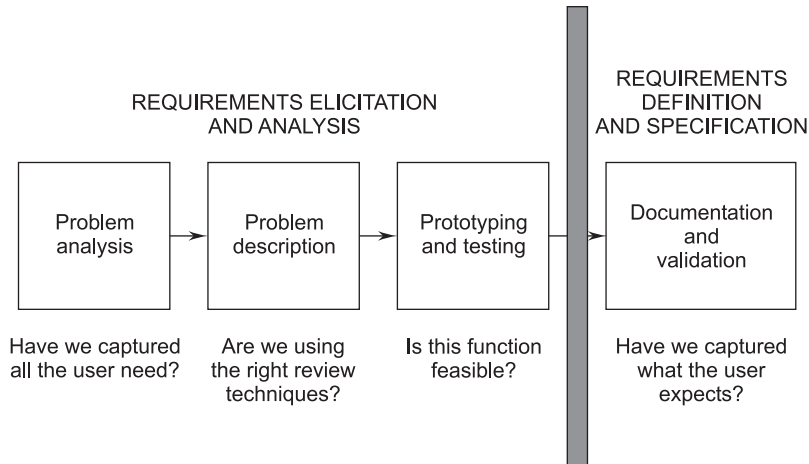 REQUIREMENTS ELICITATION
AND ANALYSIS
REQUIREMENTS
DEFINITION
AND SPECIFICATION
Problem
analysis
Problem
description
Prototyping
and testing
Documentation
and
validation
Have we captured
all the user need?
Are we using
the right review
techniques?
Is this function
feasible?
Have we captured
what the user
expects?